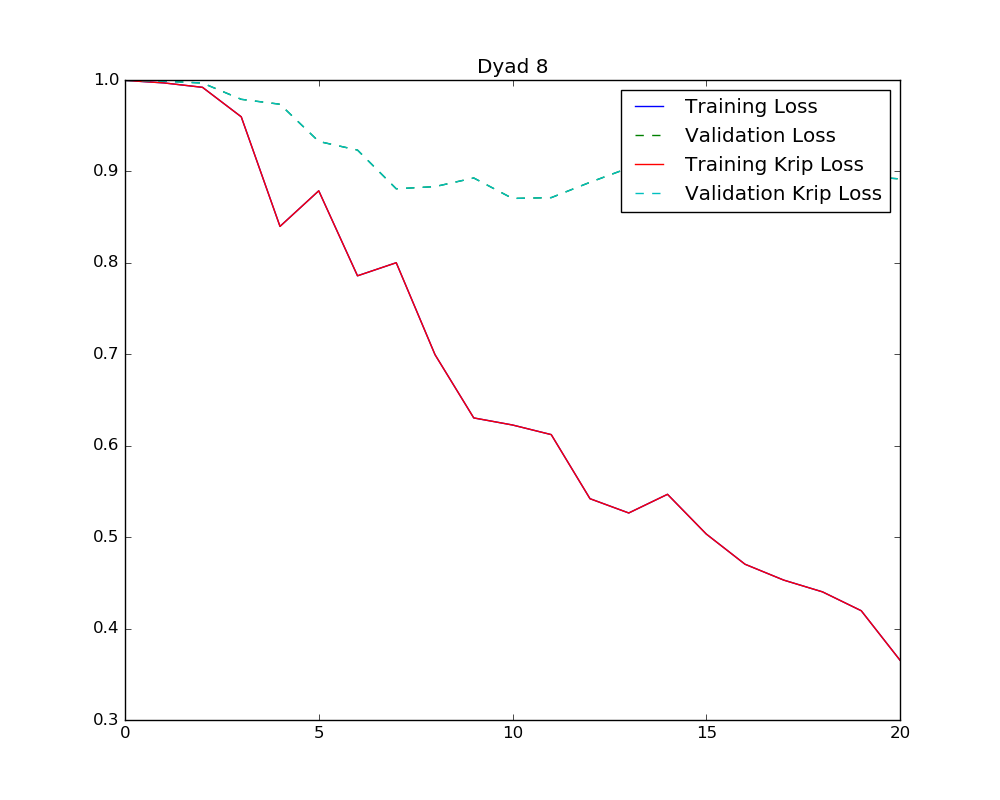 Dyad 8
1.0
0.9
0.8
0.7
0.6
0.5
0.4
0.3
0 5 10 15 20
Training Loss
Validation Loss
Training Krip Loss
Validation Krip Loss